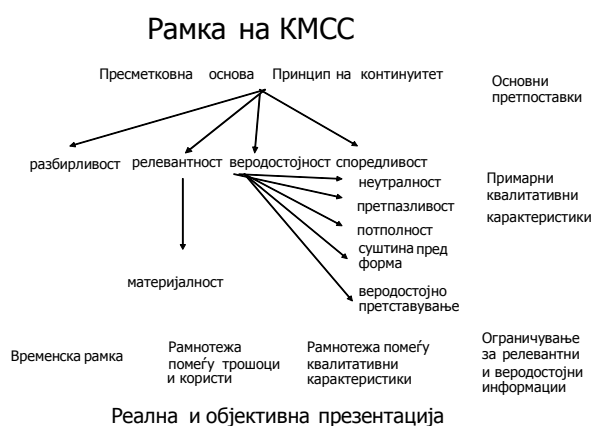 Рамка на КМСС
Пресметковна основа Принцип на континуитет
Основни
претпоставки
разбирливост релевантност веродостојност споредливост
неутралност
претпазливост
потполност
суштина пред
форма
веродостојно
претставување
Примарни
квалитативни
карактеристики
материјалност
Временска рамка
Рамнотежа
помеѓу трошоци
и користи
Рамнотежа помеѓу
квалитативни
карактеристики
Ограничување
за релевантни
и веродостојни
информации
Реална и објективна презентација